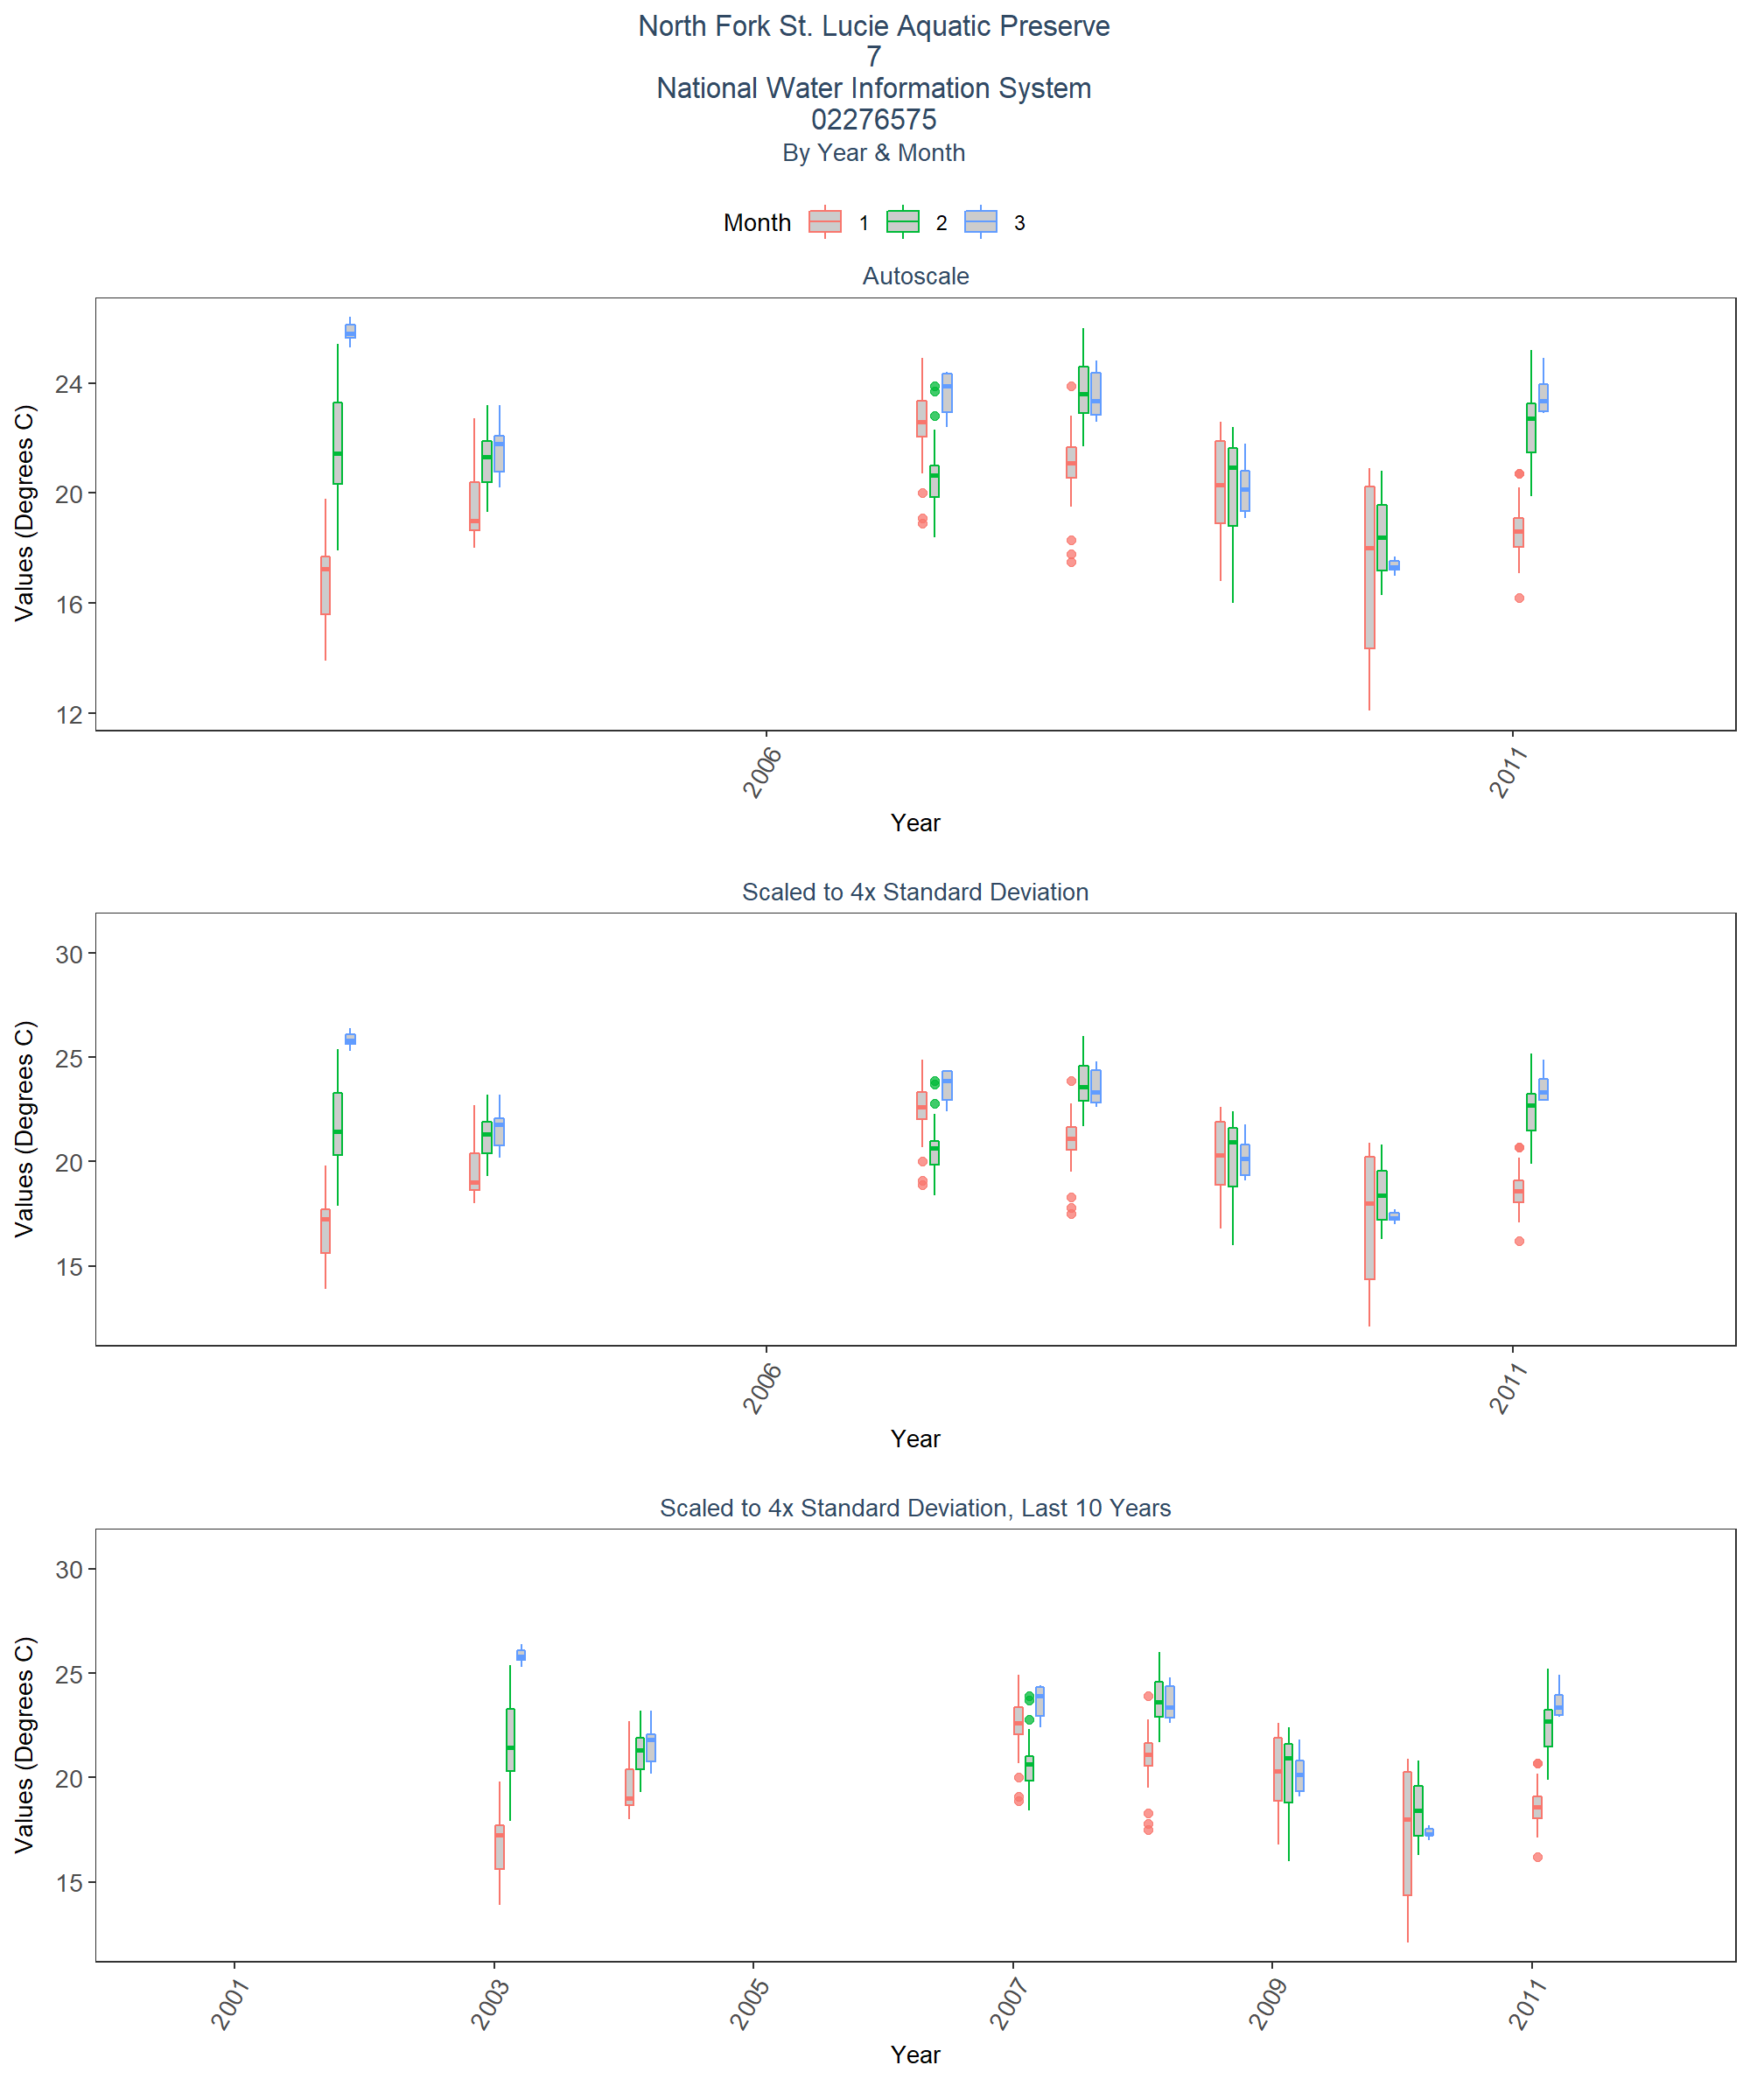 North Fork St. Lucie Aquatic Preserve
7
National Water Information System
02276575
By Year & Month
Month 1 2 3
Autoscale
Values (Degrees C)
24
20
16
12
2006 2011
Year
Scaled to 4x Standard Deviation
Values (Degrees C)
30
25
20
15
2006 2011
Year
Scaled to 4x Standard Deviation, Last 10 Years
Values (Degrees C)
30
25
20
15
2001 2003 2005 2007 2009 2011
Year